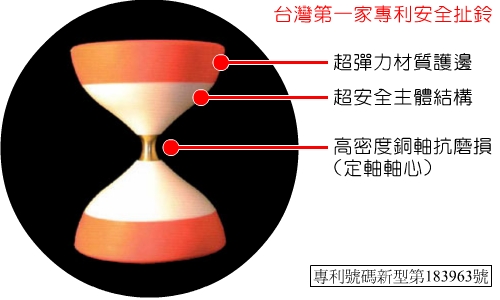 台灣第一家專利安全扯鈴
超彈力材質護邊
超安全主體結構
高密度銅軸抗磨損
（定軸軸心）
專利號碼新型第183963號